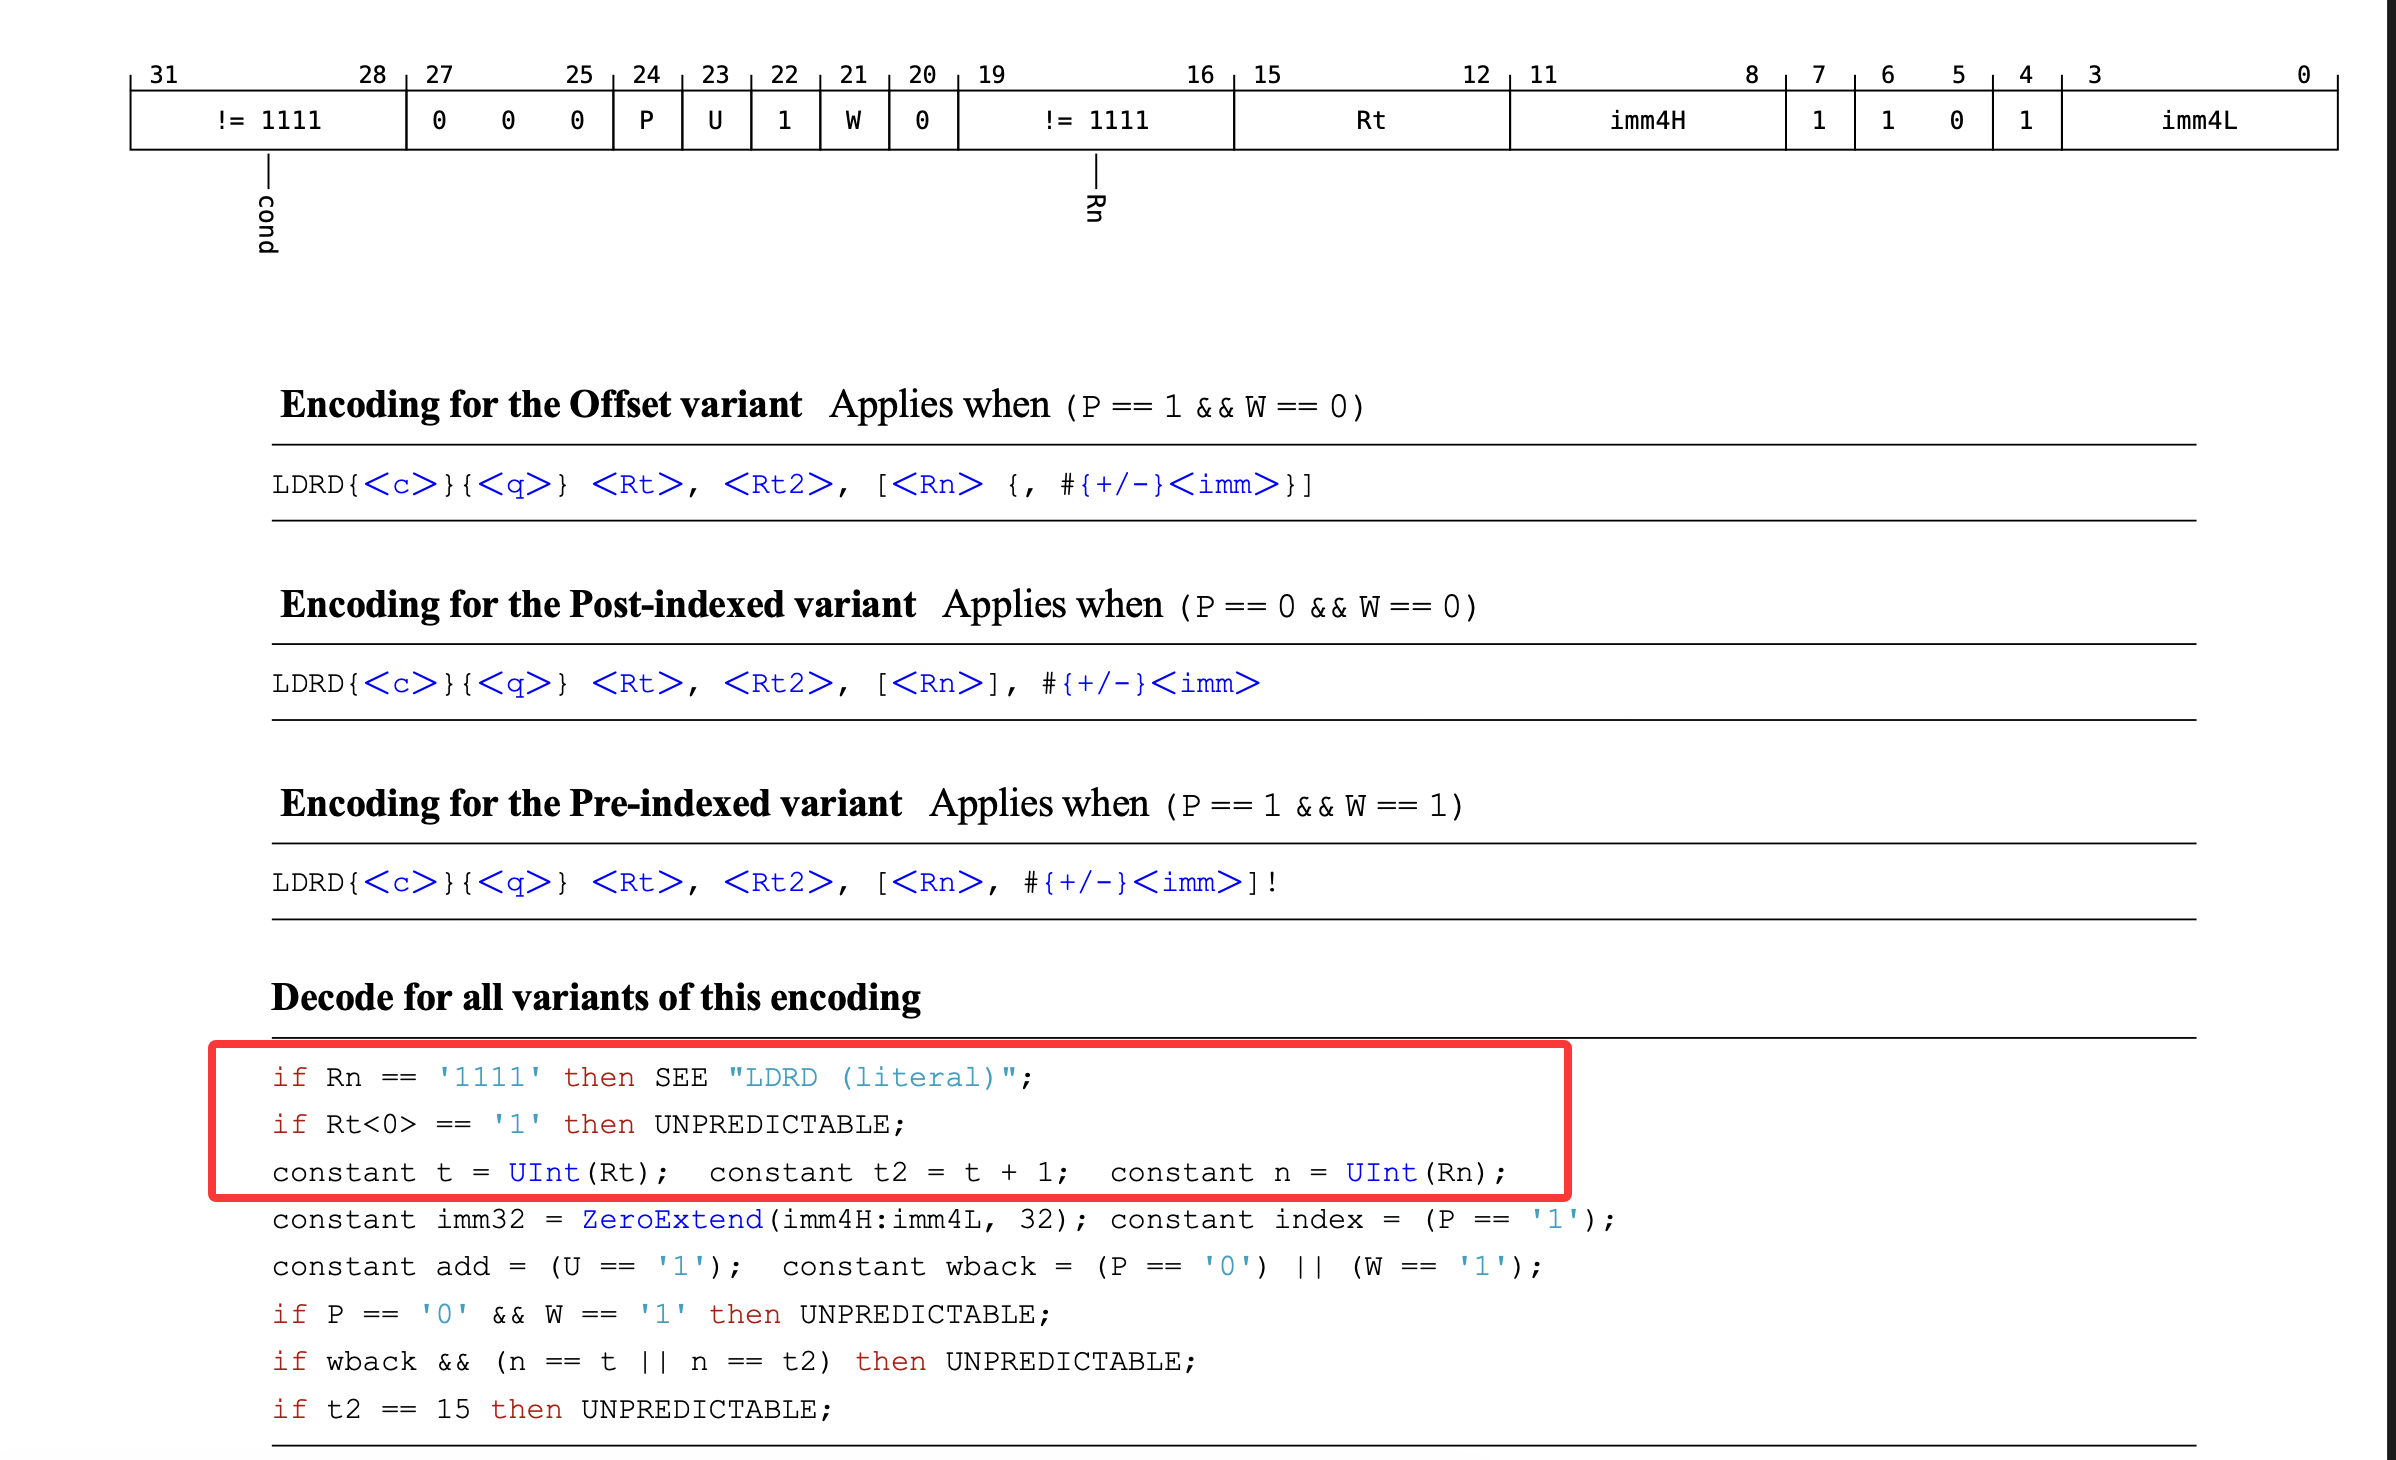 31 28 27 25 24 23 22 21 20 19 16 15 12 11 8 7 6 5 4 3 0
!= 1111 0 0 0 P U 1 W 0 != 1111 Rt imm4H 1 1 0 1 imm4L
cond Rn
Encoding for the Offset variant Applies when (P == 1 && W == 0)
LDRD{<c>}{<q>} <Rt>, <Rt2>, [<Rn> {, #{+/-}<imm>}]
Encoding for the Post-indexed variant Applies when (P == 0 && W == 0)
LDRD{<c>}{<q>} <Rt>, <Rt2>, [<Rn>], #{+/-}<imm>
Encoding for the Pre-indexed variant Applies when (P == 1 && W == 1)
LDRD{<c>}{<q>} <Rt>, <Rt2>, [<Rn>, #{+/-}<imm>]!
Decode for all variants of this encoding
if Rn == '1111' then SEE "LDRD (literal)";
if Rt<0> == '1' then UNPREDICTABLE;
constant t = UInt(Rt); constant t2 = t + 1; constant n = UInt(Rn);
constant imm32 = ZeroExtend(imm4H:imm4L, 32); constant index = (P == '1');
constant add = (U == '1'); constant wback = (P == '0') || (W == '1');
if P == '0' && W == '1' then UNPREDICTABLE;
if wback && (n == t || n == t2) then UNPREDICTABLE;
if t2 == 15 then UNPREDICTABLE;